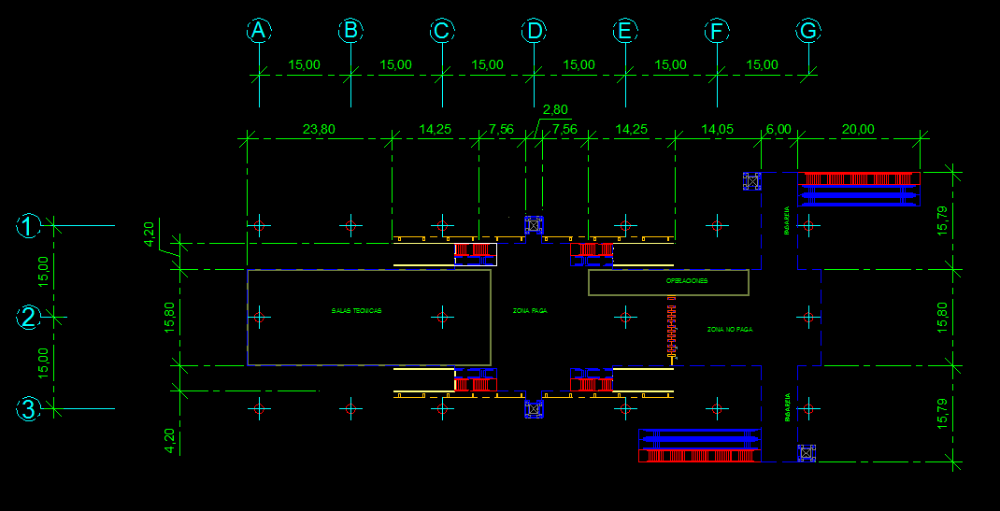 A B C D E F G
15,00 15,00 15,00 15,00 15,00 15,00
2,80
23,80 14,25 7,56 7,56 14,25 14,05 6,00 20,00
1
4,20
15,79
15,00
OPERACIONES
2
15,80
SALAS TECNICAS
ZONA PAGA
ZONA NO PAGA
15,80
15,00
3
15,79
4,20